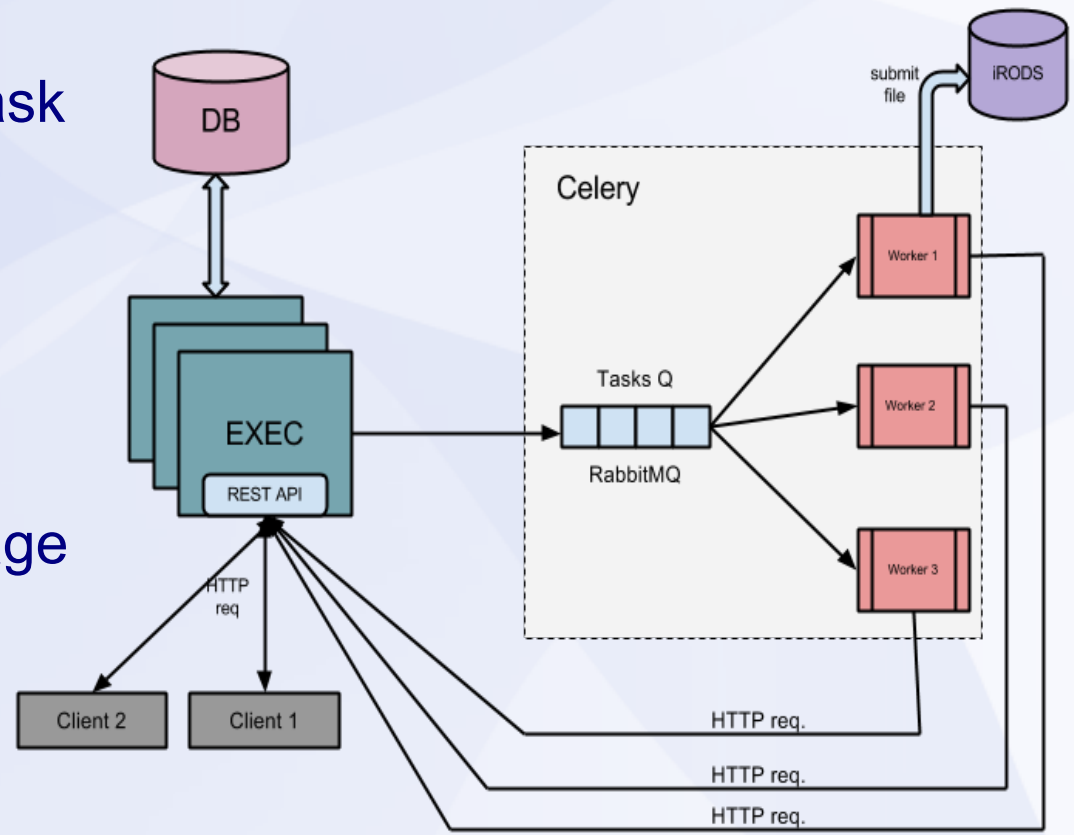 ask
DB
submit
file
iRODS
Celery
Worker 1
Tasks Q
Worker 2
EXEC
RabbitMQ
REST API
HTTP
req
Worker 3
Client 2
Client 1
HTTP req.
HTTP req.
HTTP req.